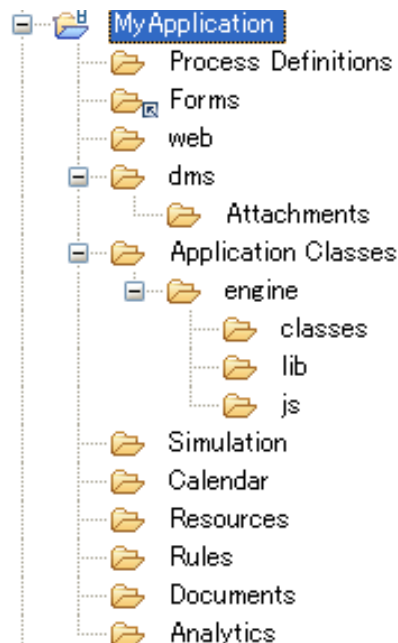 MyApplication
Process Definitions
Forms
web
dms
Attachments
Application Classes
engine
classes
lib
js
Simulation
Calendar
Resources
Rules
Documents
Analytics